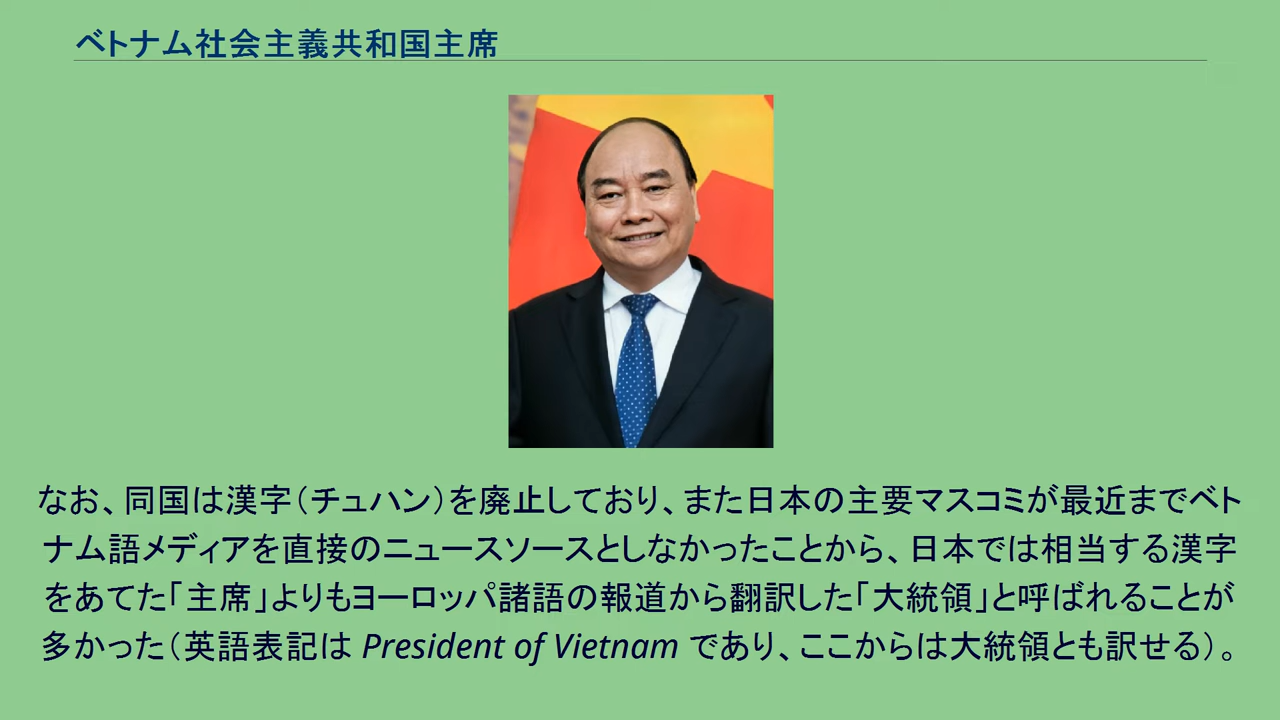 ベトナム社会主義共和国主席
なお、同国は漢字（チュハン）を廃止しており、また日本の主要マスコミが最近までベト
ナム語メディアを直接のニュースソースとしなかったことから、日本では相当する漢字
をあてた「主席」よりもヨーロッパ諸語の報道から翻訳した「大統領」と呼ばれることが
多かった（英語表記は President of Vietnam であり、ここからは大統領とも訳せる）。